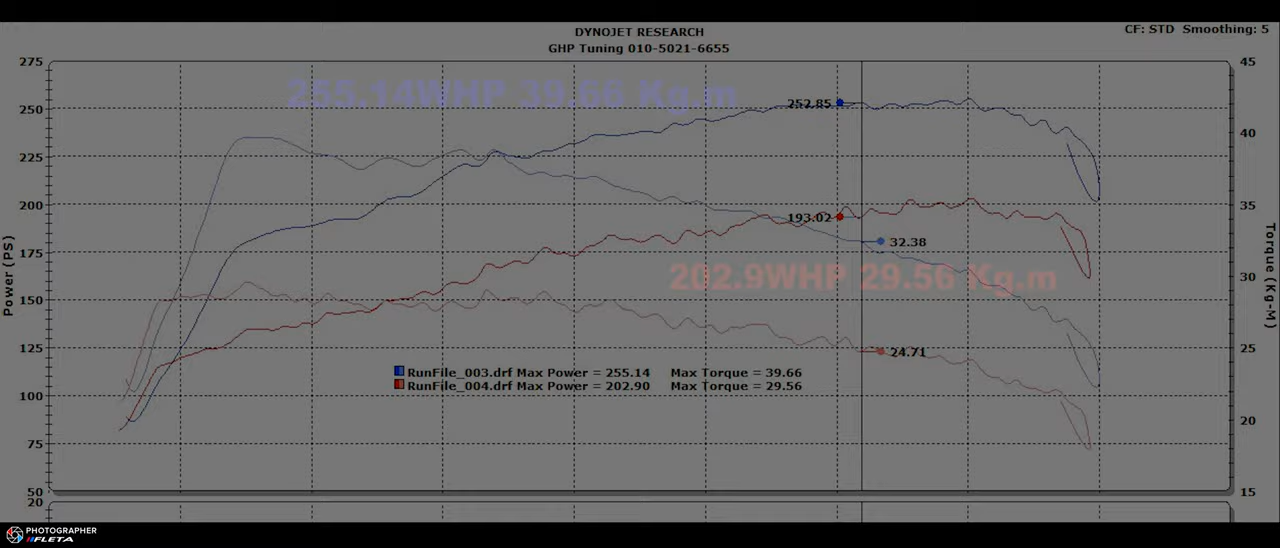 DYNOJET RESEARCH
GHP Tuning 010-5021-6655
CF: STD Smoothing: 5
255.14WHP 39.66 Kg.m
202.9WHP 29.56 Kg.m
275
250
225
200
175
150
125
100
75
50
20
Power (PS)
45
40
35
30
25
20
15
Torque (Kg-M)
252.85
193.02
32.38
24.71
RunFile_003.drf Max Power = 255.14 Max Torque = 39.66
RunFile_004.drf Max Power = 202.90 Max Torque = 29.56
PHOTOGRAPHER
FLETA